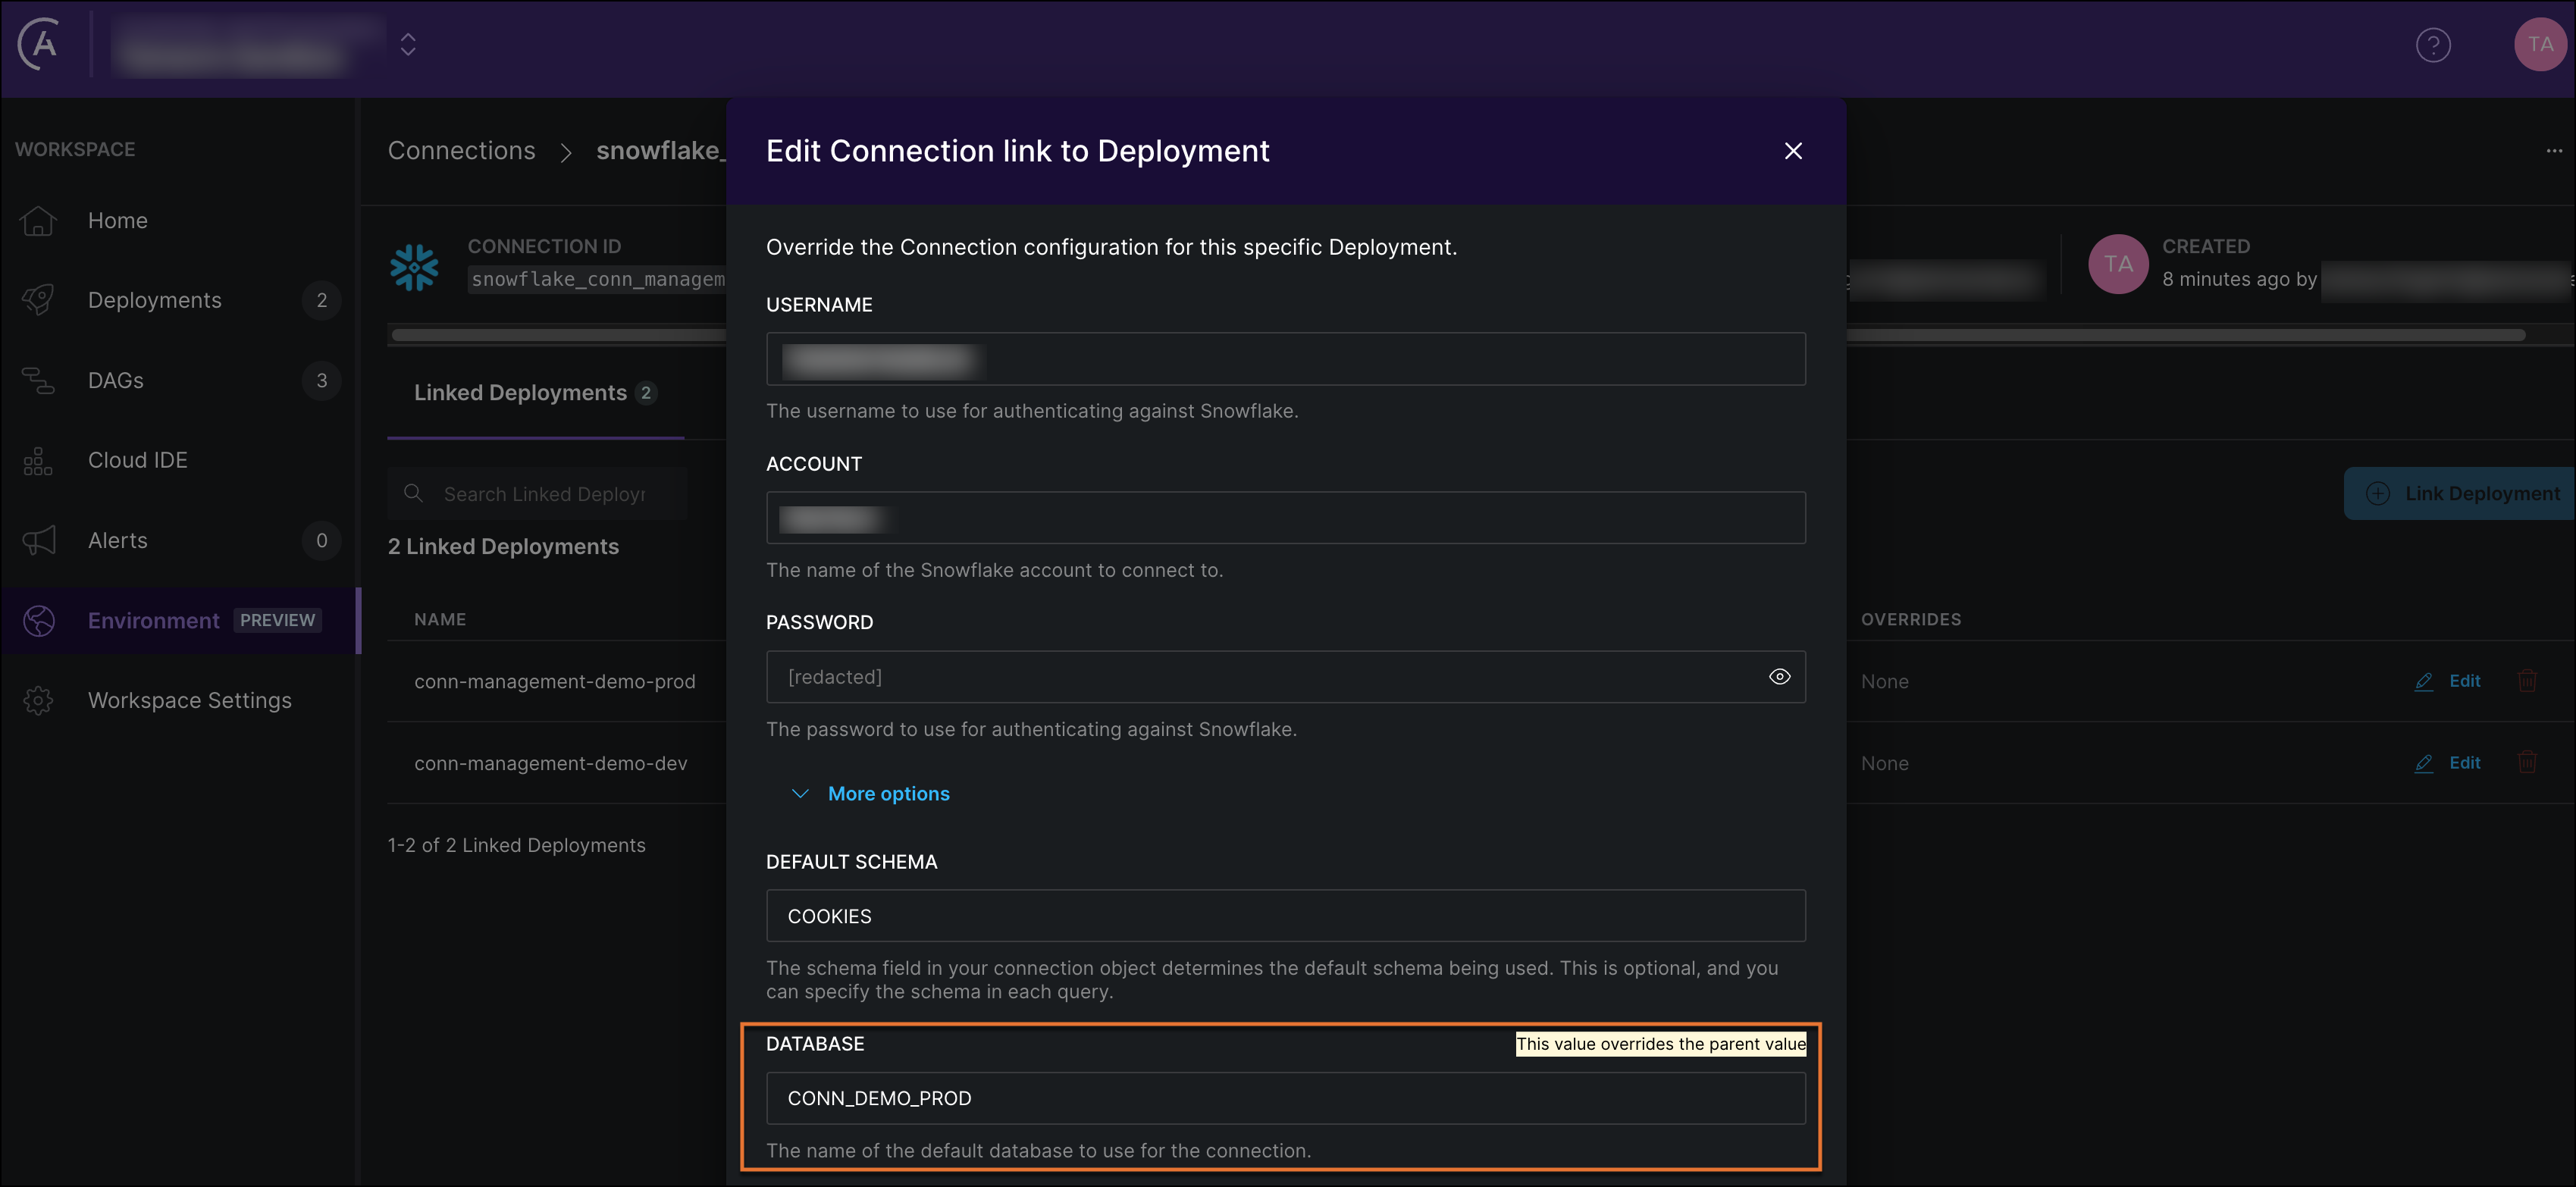 A
?
TA
WORKSPACE
Home
Deployments 2
DAGs 3
Cloud IDE
Alerts 0
Environment PREVIEW
Workspace Settings
Connections > snowflake_
...
CONNECTION ID
snowflake_conn_managem
TA
CREATED
8 minutes ago by
Linked Deployments 2
Search Linked Deployr
Link Deployment
2 Linked Deployments
NAME
OVERRIDES
conn-management-demo-prod
None
Edit
conn-management-demo-dev
None
Edit
1-2 of 2 Linked Deployments
Edit Connection link to Deployment
Override the Connection configuration for this specific Deployment.
USERNAME
The username to use for authenticating against Snowflake.
ACCOUNT
The name of the Snowflake account to connect to.
PASSWORD
[redacted]
The password to use for authenticating against Snowflake.
More options
DEFAULT SCHEMA
COOKIES
The schema field in your connection object determines the default schema being used. This is optional, and you
can specify the schema in each query.
DATABASE
This value overrides the parent value
CONN_DEMO_PROD
The name of the default database to use for the connection.